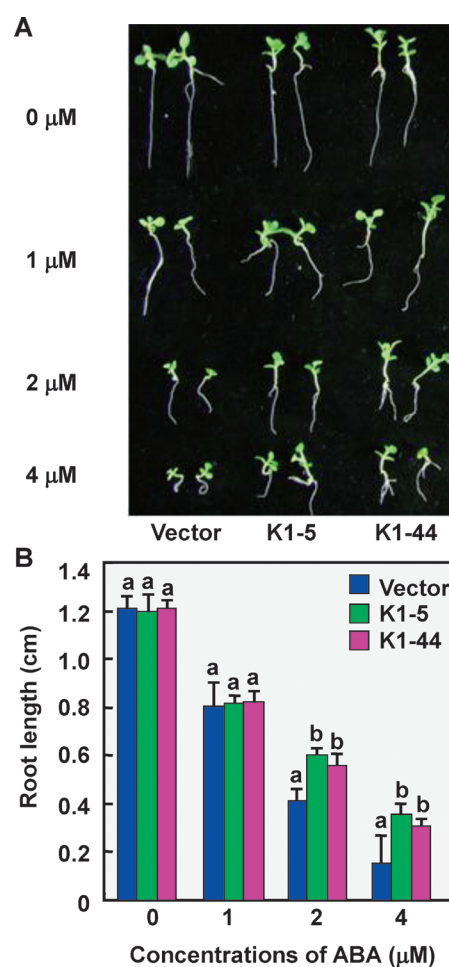 A
0 μM
1 μM
2 μM
4 μM
Vector K1-5 K1-44
B
1.4
1.2
1.0
0.8
0.6
0.4
0.2
0
Root length (cm)
Vector
K1-5
K1-44
a a a
a a a
a b b
a b b
0 1 2 4
Concentrations of ABA (μM)